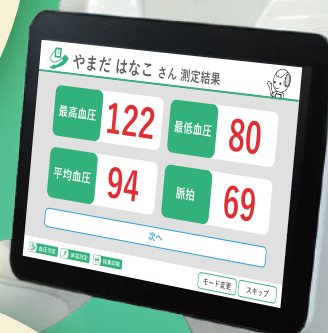 やまだ はなこ さん 測定結果
最高血圧 122
最低血圧 80
平均血圧 94
脈拍 69
次へ
血圧測定 体温測定 結果印刷
モード変更 スキップ